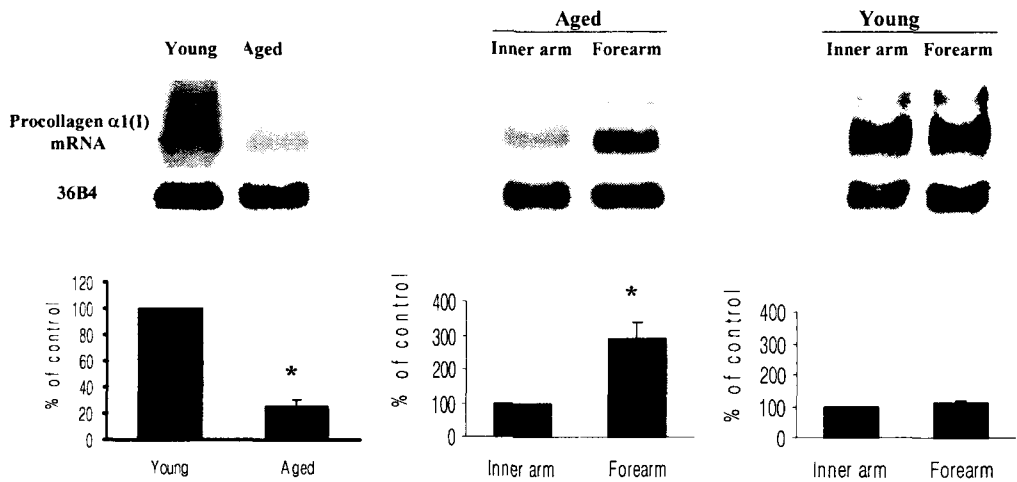 Aged
Young
Young Aged
Inner arm Forearm
Inner arm Forearm
Procollagen α1(I)
mRNA
36B4
% of control
120
100
80
60
40
20
0
*
Young Aged
% of control
400
300
200
100
0
*
Inner arm Forearm
% of control
400
300
200
100
0
Inner arm Forearm